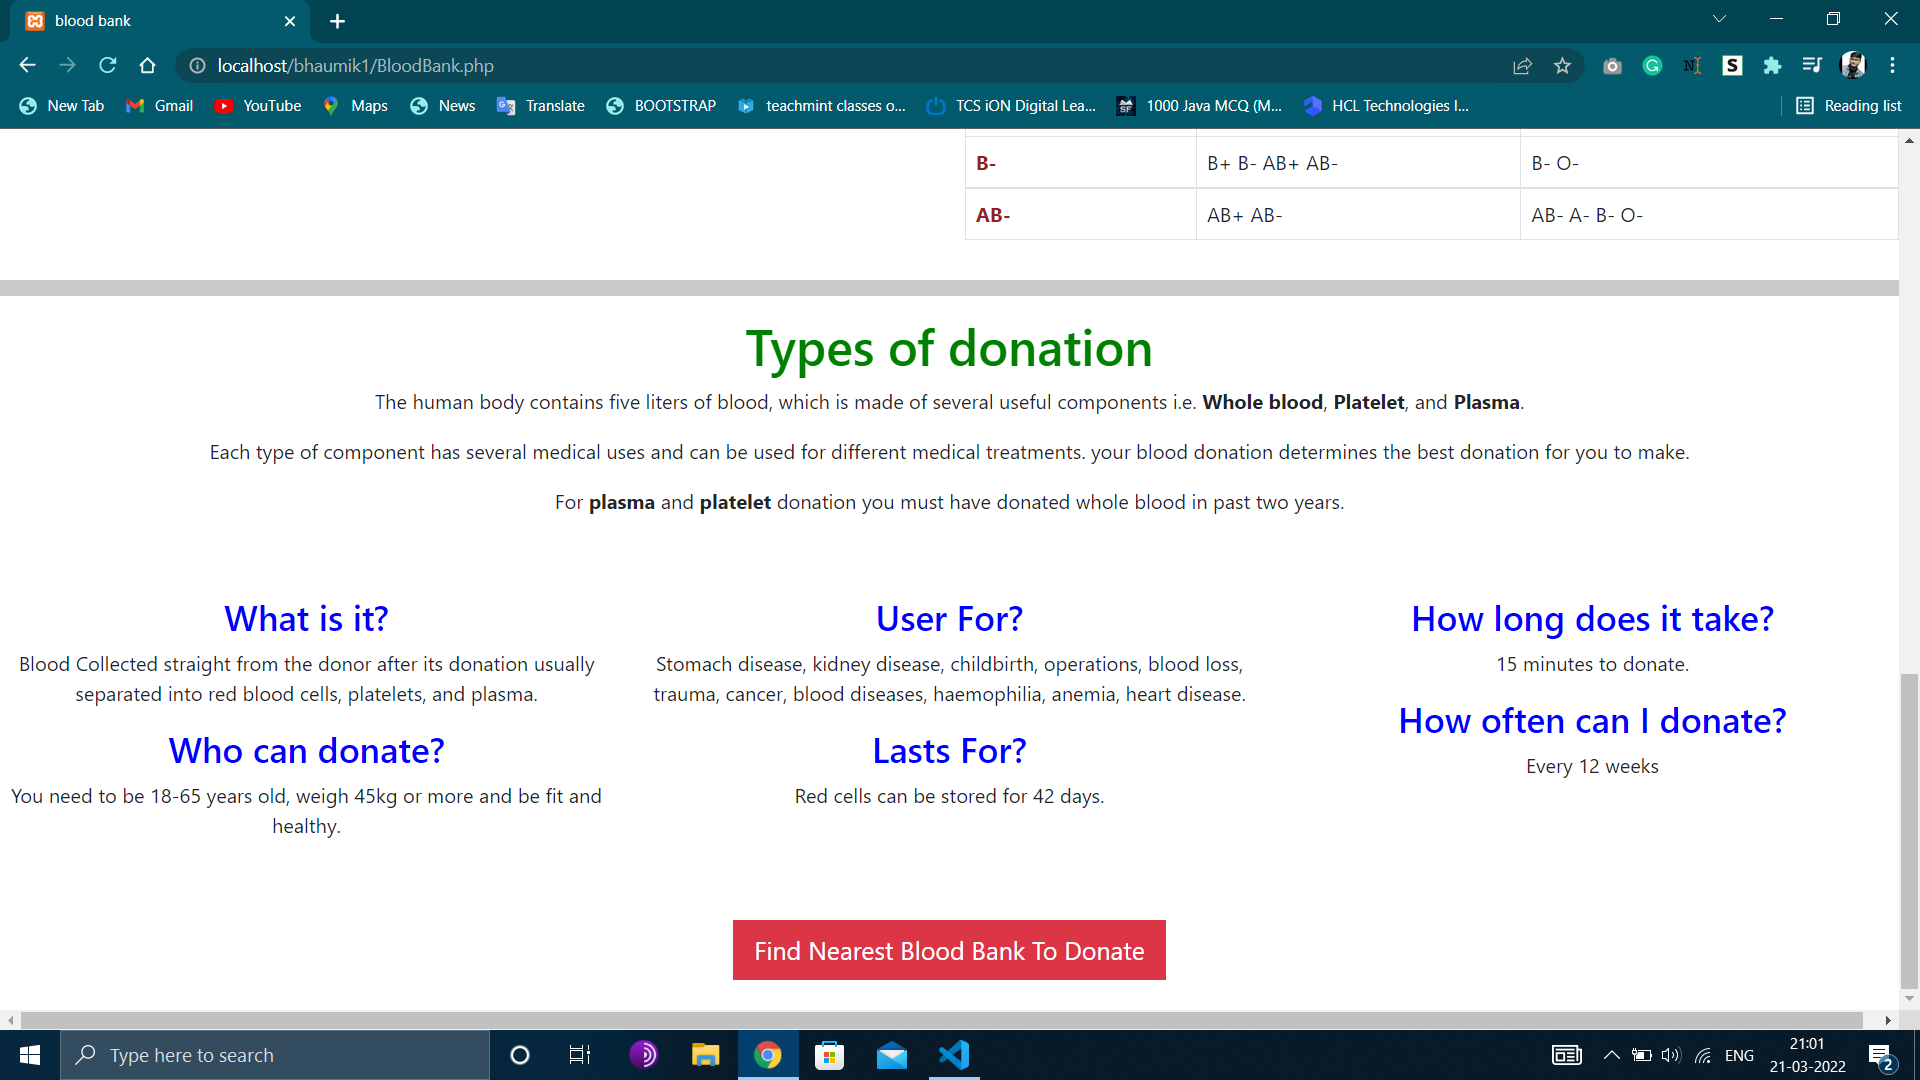 blood bank
localhost/bhaumik1/BloodBank.php
New Tab Gmail YouTube Maps News Translate BOOTSTRAP teachmint classes o... TCS iON Digital Lea... 1000 Java MCQ (M... HCL Technologies I... Reading list
B- B+ B- AB+ AB- B- O-
AB- AB+ AB- AB- A- B- O-
Types of donation
The human body contains five liters of blood, which is made of several useful components i.e. Whole blood, Platelet, and Plasma.
Each type of component has several medical uses and can be used for different medical treatments. your blood donation determines the best donation for you to make.
For plasma and platelet donation you must have donated whole blood in past two years.
What is it?
Blood Collected straight from the donor after its donation usually
separated into red blood cells, platelets, and plasma.
Who can donate?
You need to be 18-65 years old, weigh 45kg or more and be fit and
healthy.
User For?
Stomach disease, kidney disease, childbirth, operations, blood loss,
trauma, cancer, blood diseases, haemophilia, anemia, heart disease.
Lasts For?
Red cells can be stored for 42 days.
How long does it take?
15 minutes to donate.
How often can I donate?
Every 12 weeks
Find Nearest Blood Bank To Donate
Type here to search
ENG
21:01
21-03-2022
2